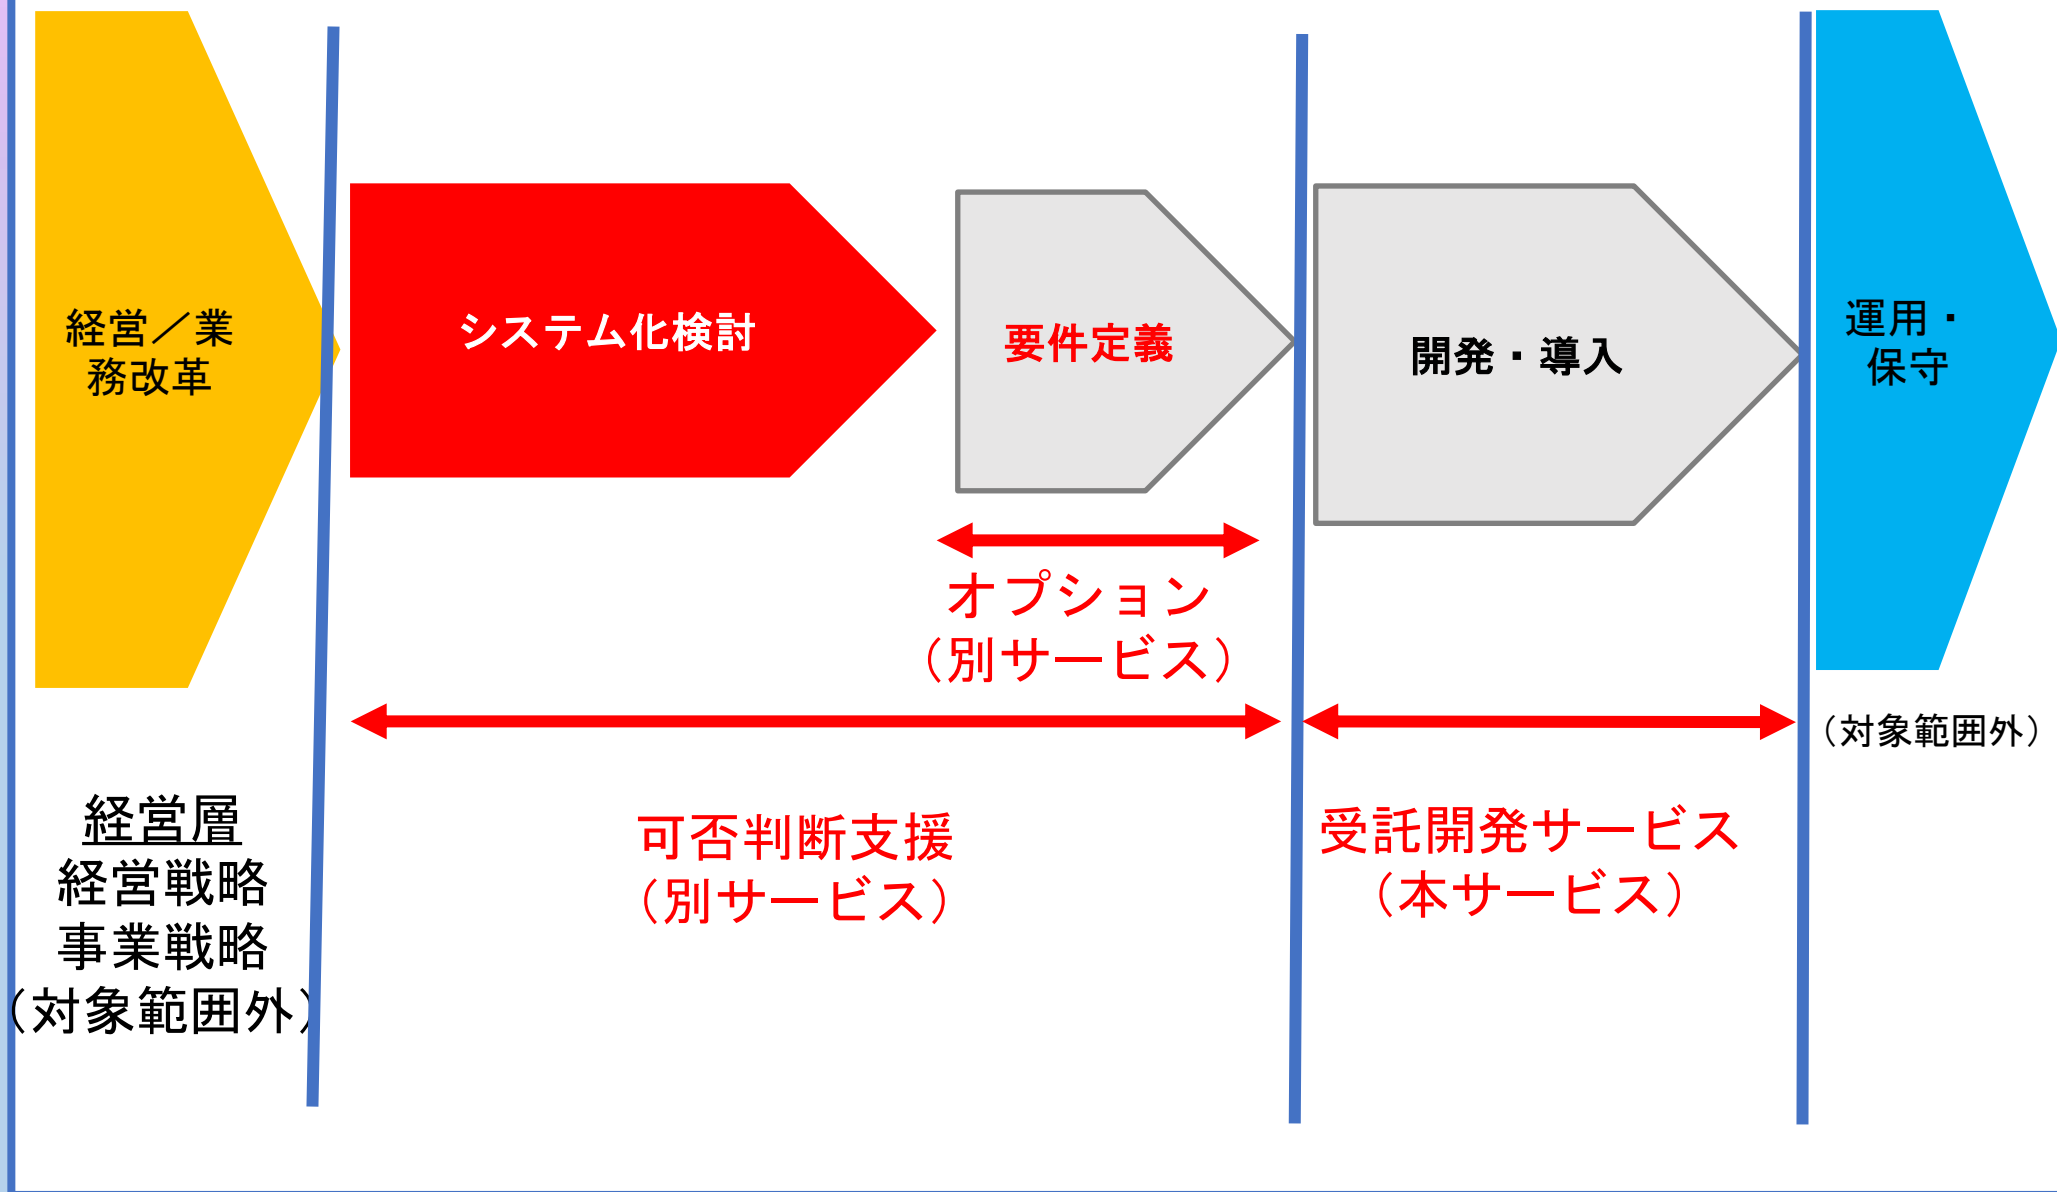 経営／業
務改革
システム化検討
要件定義
開発・導入
運用・
保守
オプション
（別サービス）
（対象範囲外）
経営層
経営戦略
事業戦略
（対象範囲外）
可否判断支援
（別サービス）
受託開発サービス
（本サービス）